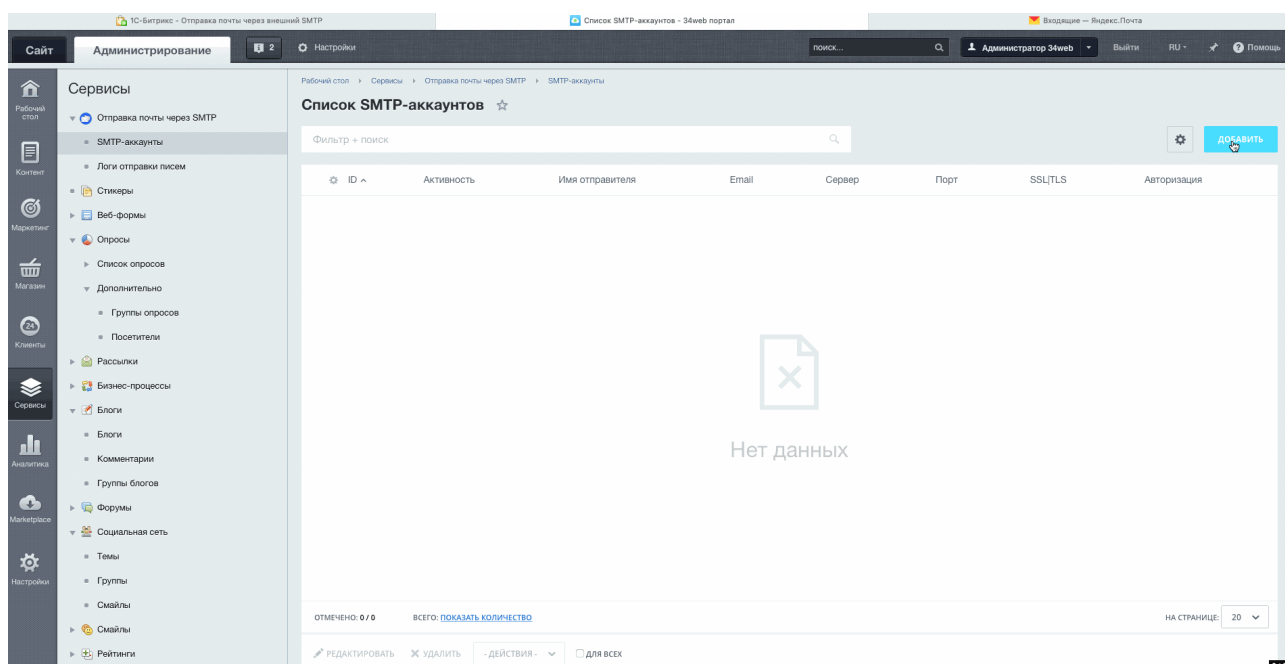 1С-Битрикс - Отправка почты через внешний SMTP
Список SMTP-аккаунтов - 34web портал
Входящие — Яндекс.Почта
Сайт
Администрирование
2
Настройки
поиск...
Администратор 34web
Выйти
RU
Помощь
Рабочий стол
Контент
Маркетинг
Магазин
24
Клиенты
Сервисы
Аналитика
Marketplace
Настройки
Сервисы
Отправка почты через SMTP
SMTP-аккаунты
Логи отправки писем
Стикеры
Веб-формы
Опросы
Список опросов
Дополнительно
Группы опросов
Посетители
Рассылки
Бизнес-процессы
Блоги
Блоги
Комментарии
Группы блогов
Форумы
Социальная сеть
Темы
Группы
Смайлы
Смайлы
Рейтинги
Рабочий стол Сервисы Отправка почты через SMTP SMTP-аккаунты
Список SMTP-аккаунтов
Фильтр + поиск
ДОБАВИТЬ
ID Активность Имя отправителя Email Сервер Порт SSL|TLS Авторизация
Нет данных
ОТМЕЧЕНО: 0 / 0 ВСЕГО: ПОКАЗАТЬ КОЛИЧЕСТВО
НА СТРАНИЦЕ: 20
РЕДАКТИРОВАТЬ УДАЛИТЬ - ДЕЙСТВИЯ - ДЛЯ ВСЕХ